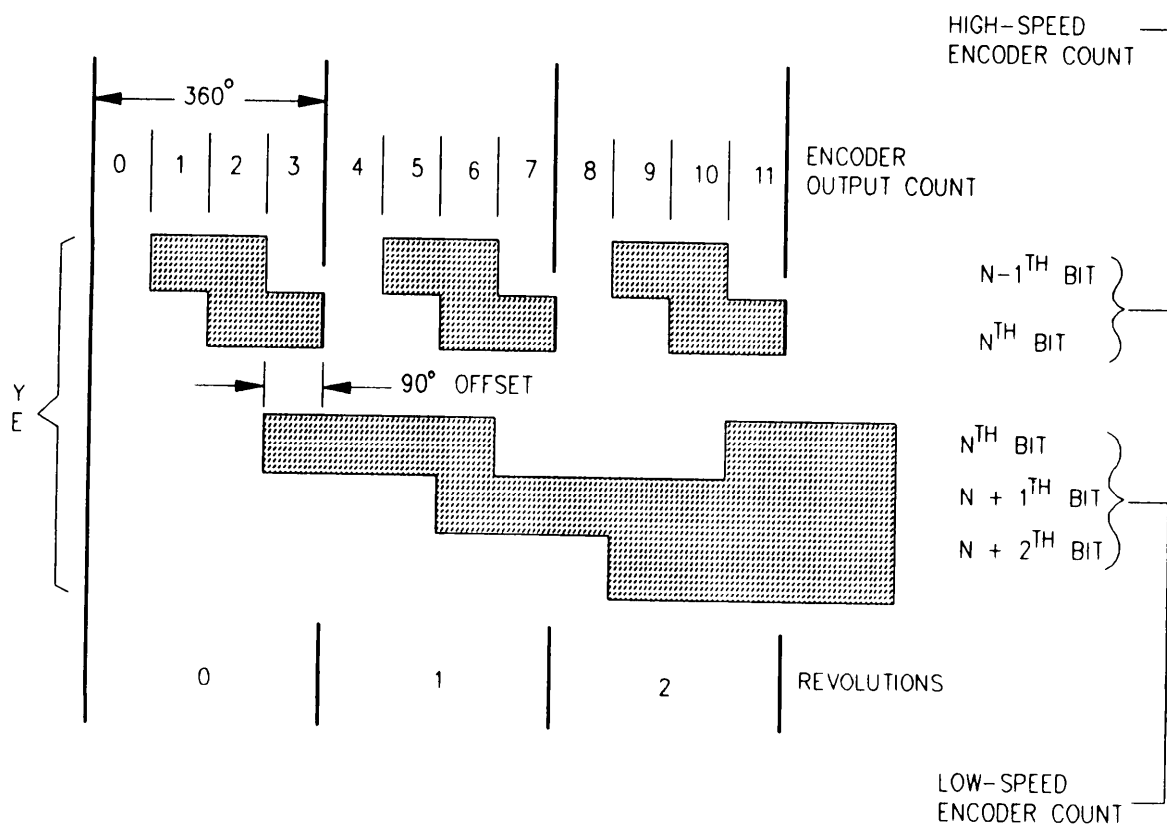 HIGH-SPEED
ENCODER COUNT
360°
0 1 2 3 4 5 6 7 8 9 10 11
ENCODER
OUTPUT COUNT
N-1TH BIT
NTH BIT
90° OFFSET
Y
E
NTH BIT
N + 1TH BIT
N + 2TH BIT
0 1 2 REVOLUTIONS
LOW-SPEED
ENCODER COUNT